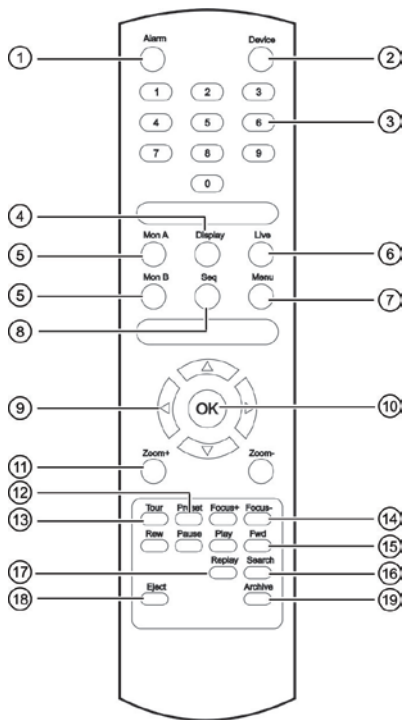 Alarm Device
1 2
1 2 3
4 5 6 3
7 8 9
0
4
Mon A Display Live
5 6
Mon B Seq Menu
5 7
8
9 OK 10
11 Zoom+ Zoom-
12
Tour Preset Focus+ Focus-
13 14
Rew Pause Play Fwd
15
17 Replay Search 16
18 Eject Archive 19